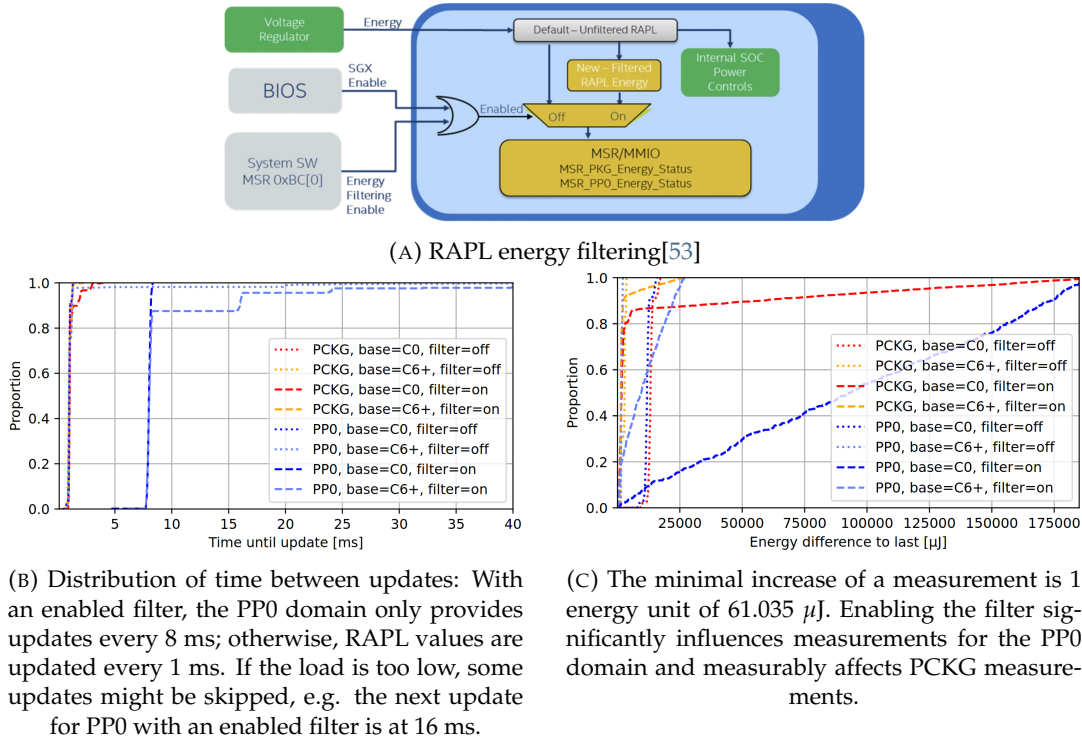 Voltage
Regulator
Energy
Default – Unfiltered RAPL
New – Filtered
RAPL Energy
Internal SOC
Power
Controls
BIOS
SGX
Enable
Enabled
Off
On
System SW
MSR 0xBC[0]
Energy
Filtering
Enable
MSR/MMIO
MSR_PKG_Energy_Status
MSR_PP0_Energy_Status
(A) RAPL energy filtering[53]
1.0
0.8
0.6
0.4
0.2
0.0
Proportion
PCKG, base=C0, filter=off
PCKG, base=C6+, filter=off
PCKG, base=C0, filter=on
PCKG, base=C6+, filter=on
PP0, base=C0, filter=off
PP0, base=C6+, filter=off
PP0, base=C0, filter=on
PP0, base=C6+, filter=on
5 10 15 20 25 30 35 40
Time until update [ms]
1.0
0.8
0.6
0.4
0.2
0.0
Proportion
PCKG, base=C0, filter=off
PCKG, base=C6+, filter=off
PCKG, base=C0, filter=on
PCKG, base=C6+, filter=on
PP0, base=C0, filter=off
PP0, base=C6+, filter=off
PP0, base=C0, filter=on
PP0, base=C6+, filter=on
25000 50000 75000 100000 125000 150000 175000
Energy difference to last [µJ]
(B) Distribution of time between updates: With
an enabled filter, the PP0 domain only provides
updates every 8 ms; otherwise, RAPL values are
updated every 1 ms. If the load is too low, some
updates might be skipped, e.g. the next update
for PP0 with an enabled filter is at 16 ms.
(C) The minimal increase of a measurement is 1
energy unit of 61.035 µJ. Enabling the filter sig-
nificantly influences measurements for the PP0
domain and measurably affects PCKG measure-
ments.